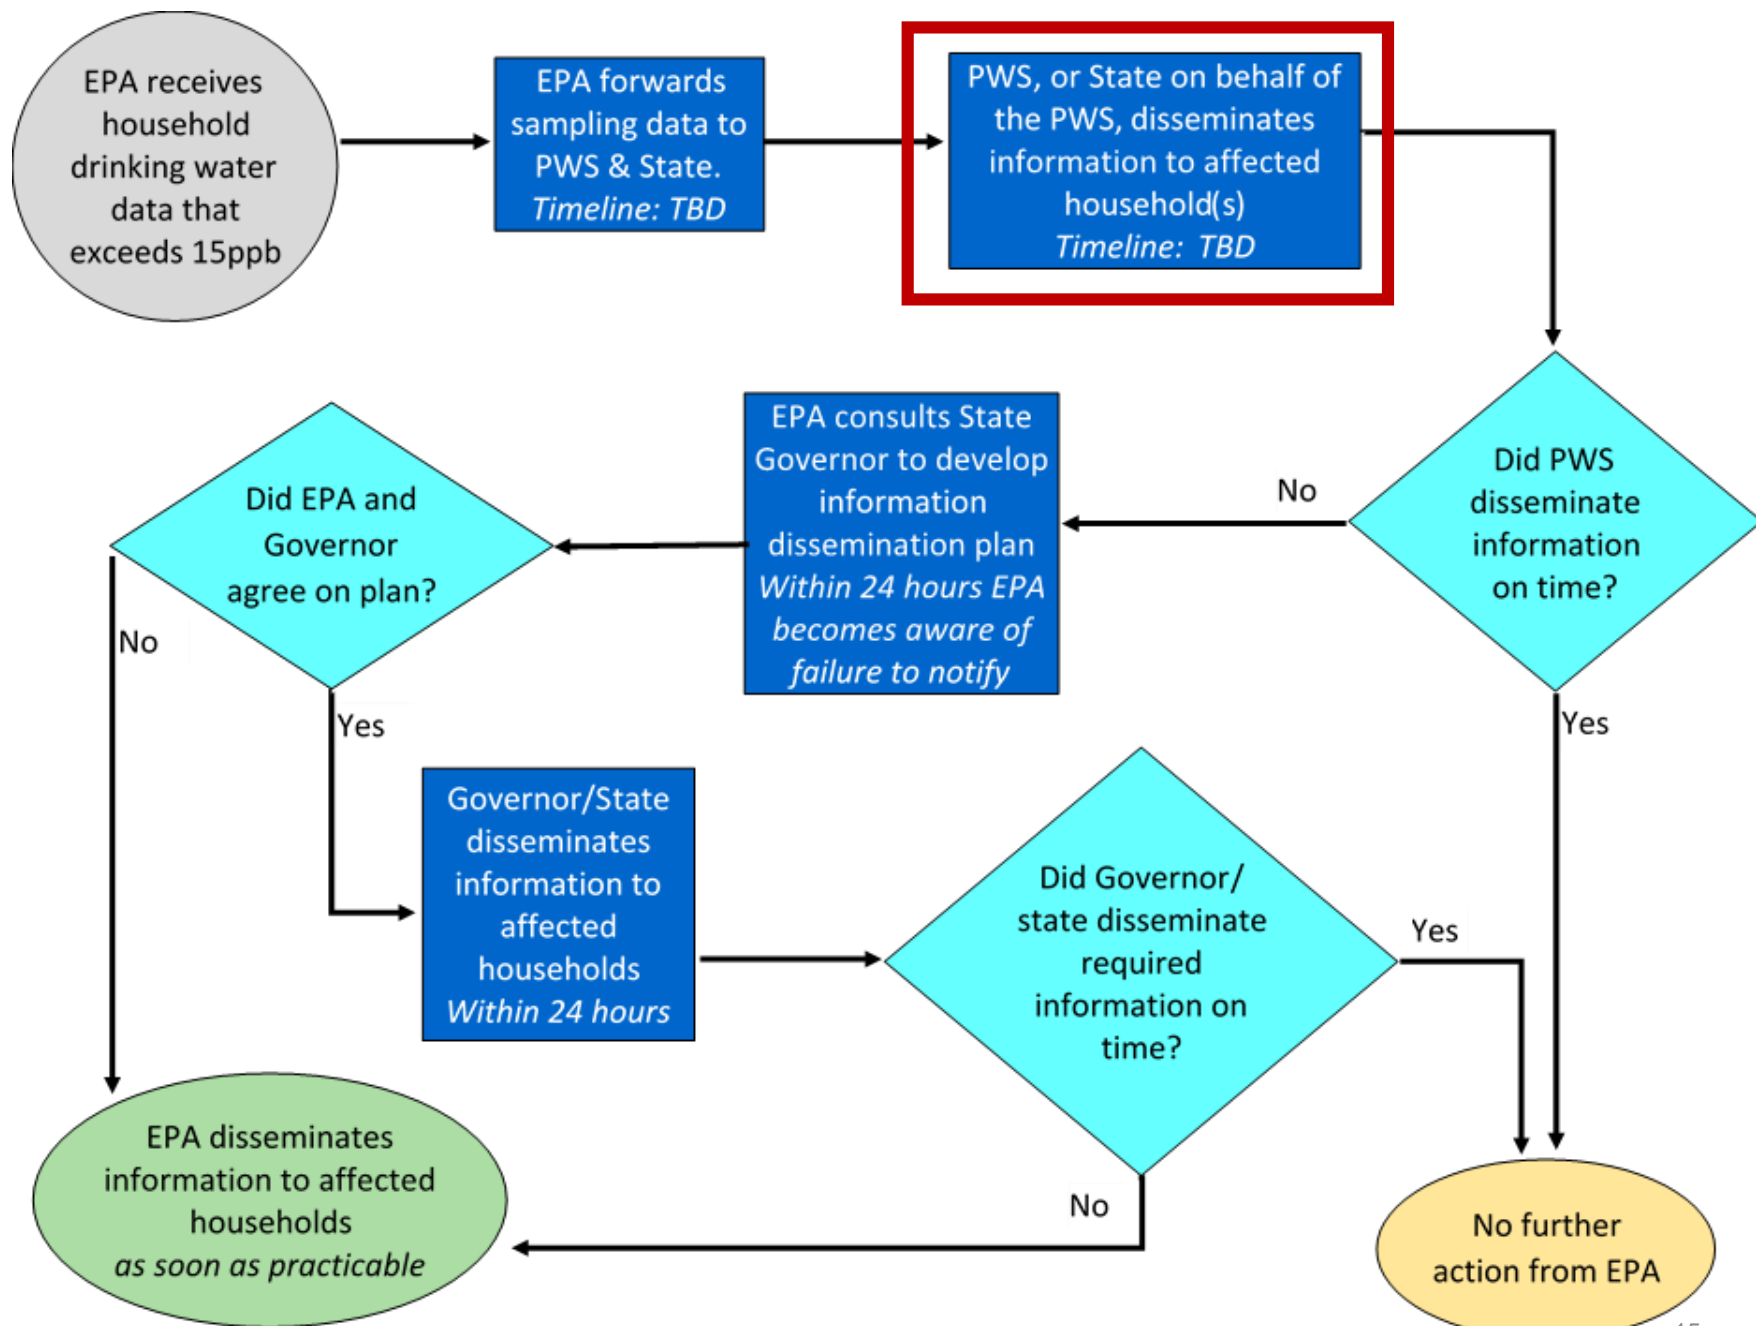 EPA receives
household
drinking water
data that
exceeds 15ppb
EPA forwards
sampling data to
PWS & State.
Timeline: TBD
PWS, or State on behalf of
the PWS, disseminates
information to affected
household(s)
Timeline: TBD
Did PWS
disseminate
information
on time?
No
Yes
EPA consults State
Governor to develop
information
dissemination plan
Within 24 hours EPA
becomes aware of
failure to notify
Did EPA and
Governor
agree on plan?
No
Yes
Governor/State
disseminates
information to
affected
households
Within 24 hours
Did Governor/
state disseminate
required
information on
time?
Yes
No
EPA disseminates
information to affected
households
as soon as practicable
No further
action from EPA